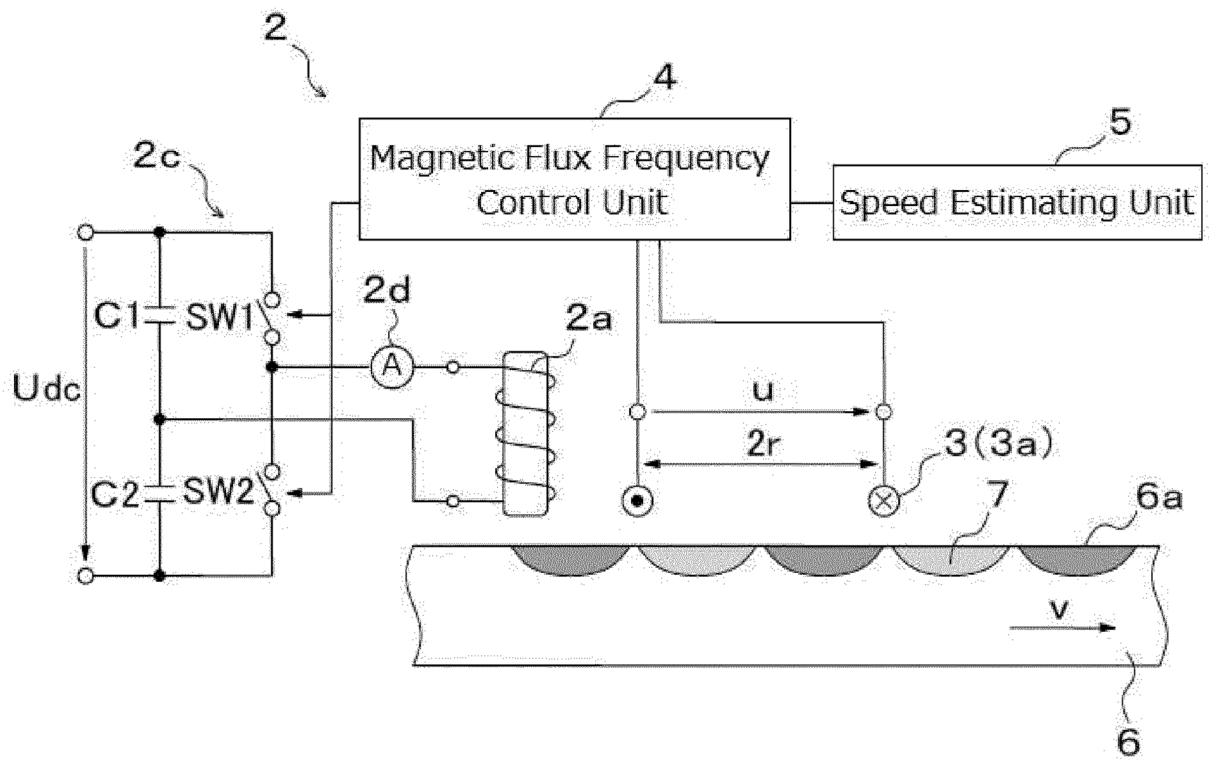 2
4
Magnetic Flux Frequency
Control Unit
5
Speed Estimating Unit
2c
2d
A
2a
C1
SW1
Udc
C2
SW2
u
2r
3(3a)
7
6a
v
6